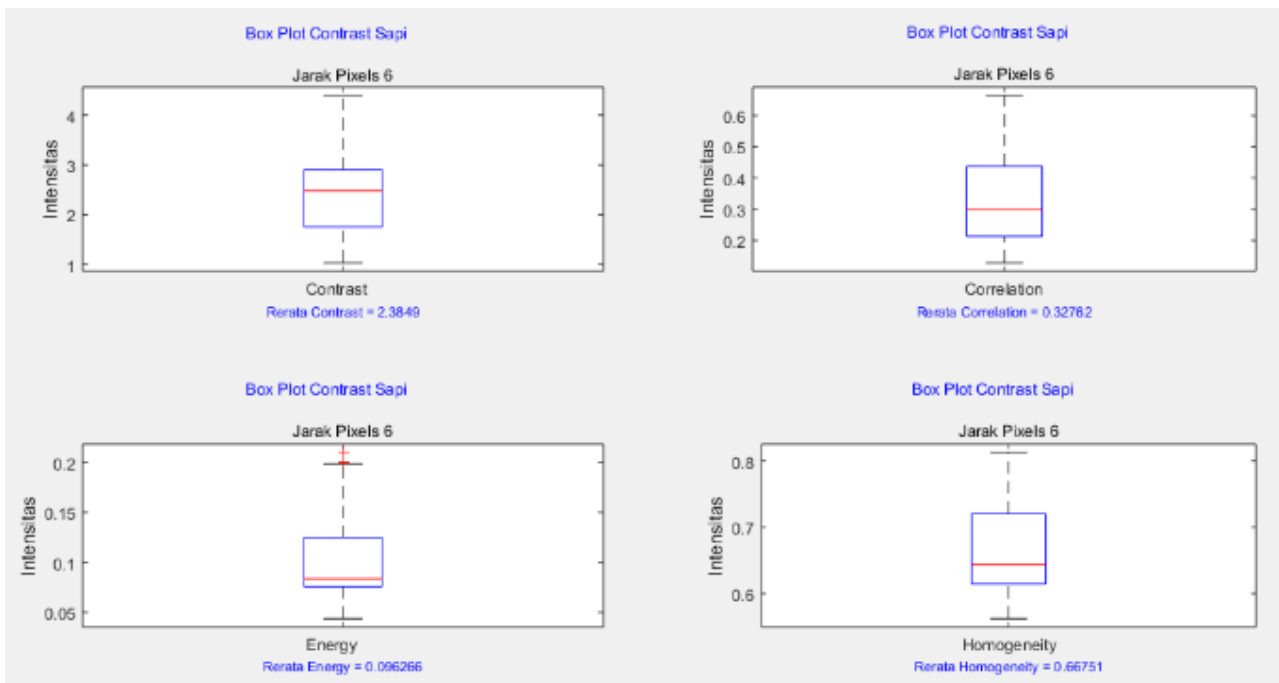 Box Plot Contrast Sapi
Jarak Pixels 6
Intensitas
4
3
2
1
Contrast
Rerata Contrast = 2.3849
Box Plot Contrast Sapi
Jarak Pixels 6
Intensitas
0.6
0.5
0.4
0.3
0.2
Correlation
Rerata Correlation = 0.32762
Box Plot Contrast Sapi
Jarak Pixels 6
Intensitas
0.2
0.15
0.1
0.05
Energy
Rerata Energy = 0.096266
Box Plot Contrast Sapi
Jarak Pixels 6
Intensitas
0.8
0.7
0.6
Homogeneity
Rerata Homogeneity = 0.66751